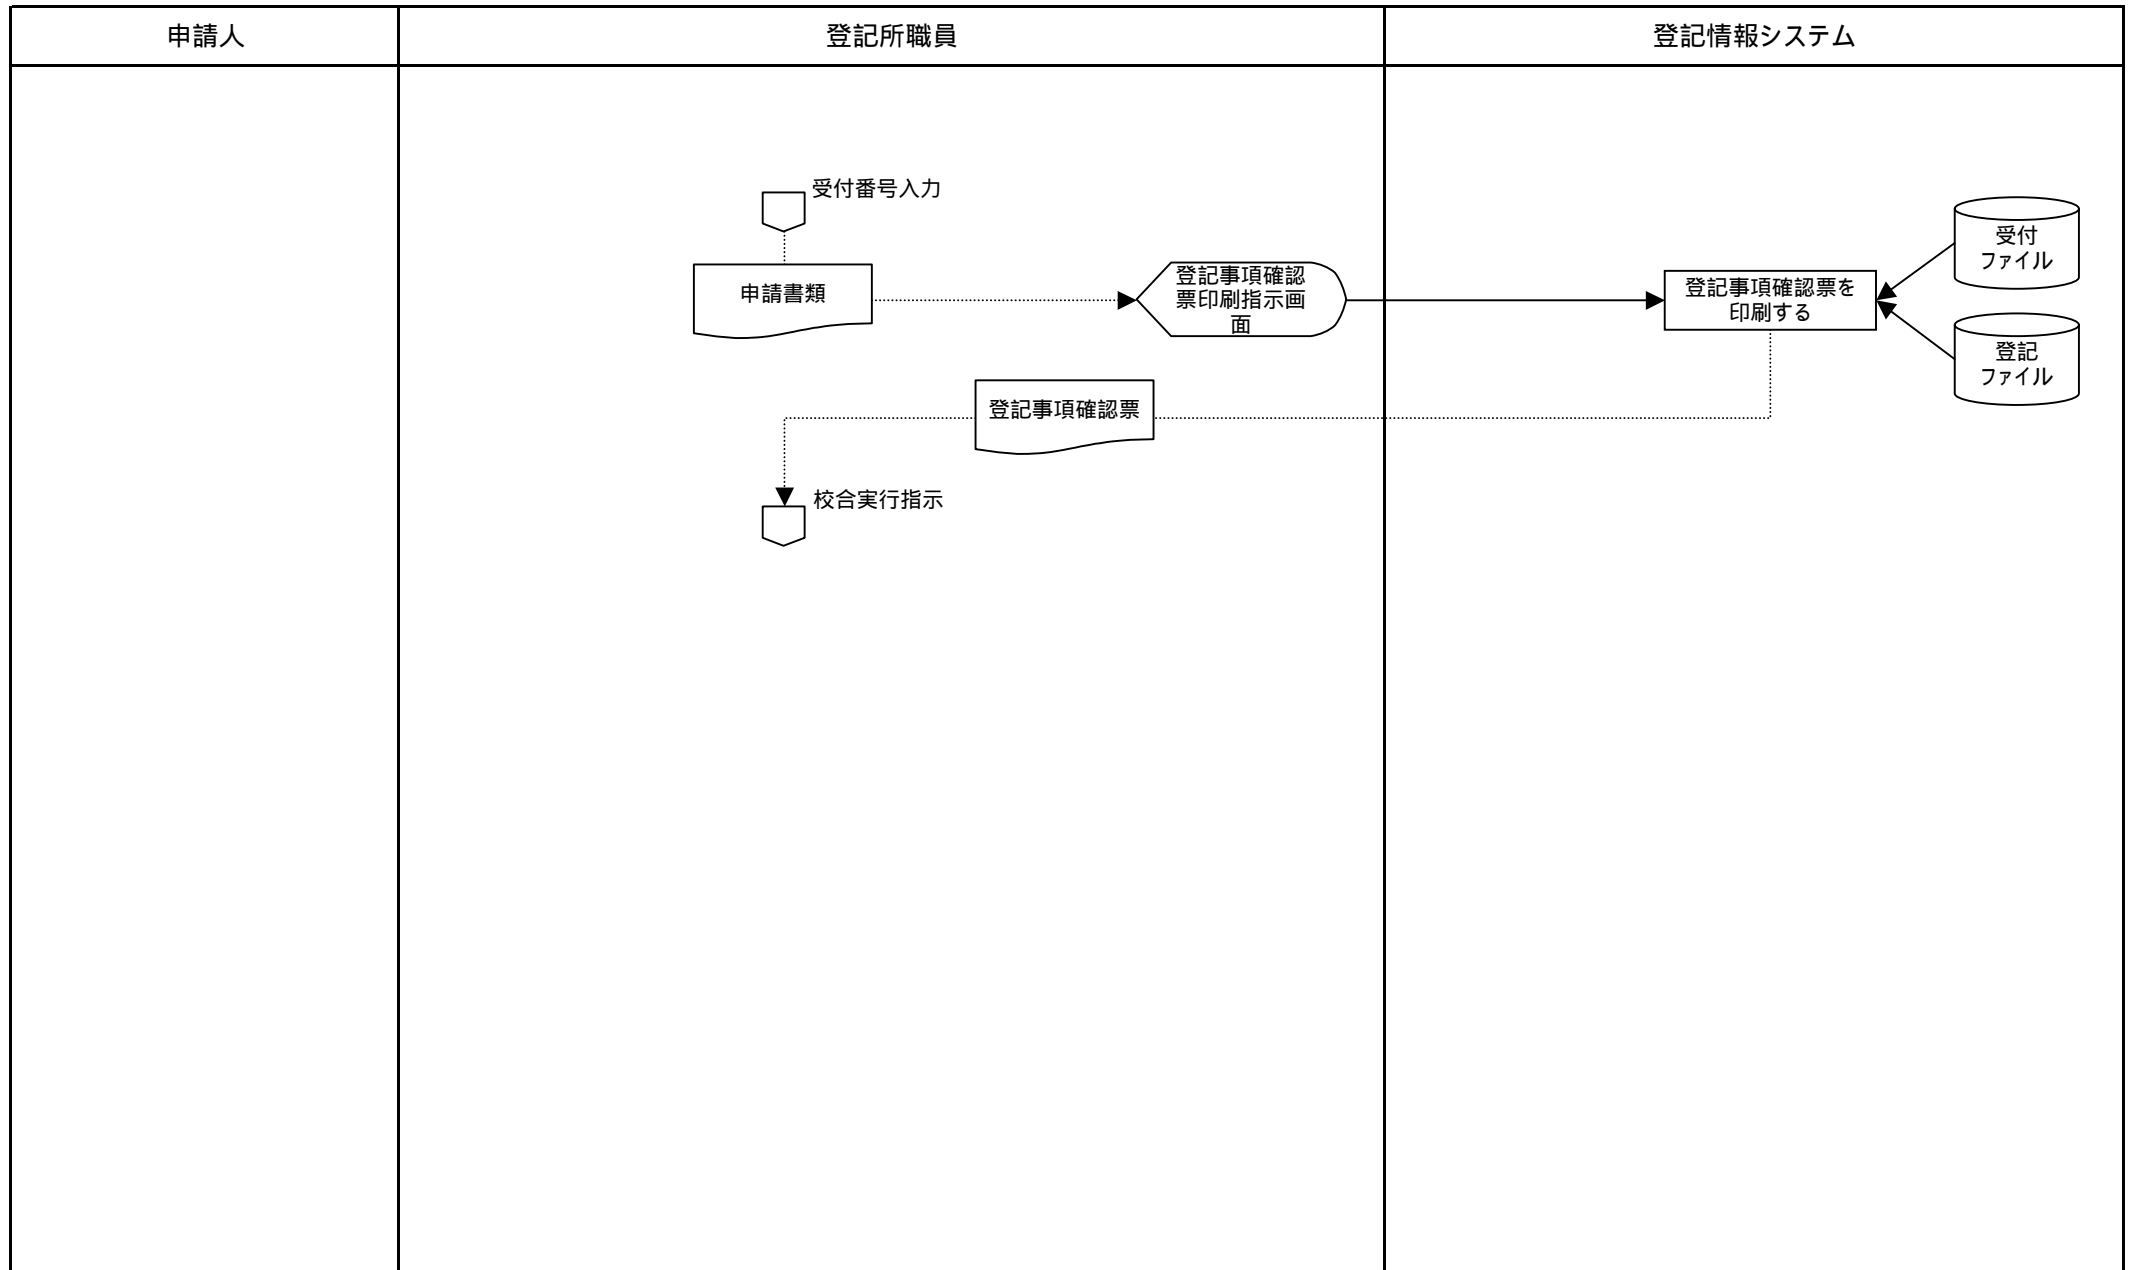 申請人
登記所職員
登記情報システム
受付番号入力
申請書類
登記事項確認
票印刷指示画
面
登記事項確認票を
印刷する
受付
ファイル
登記
ファイル
登記事項確認票
校合実行指示